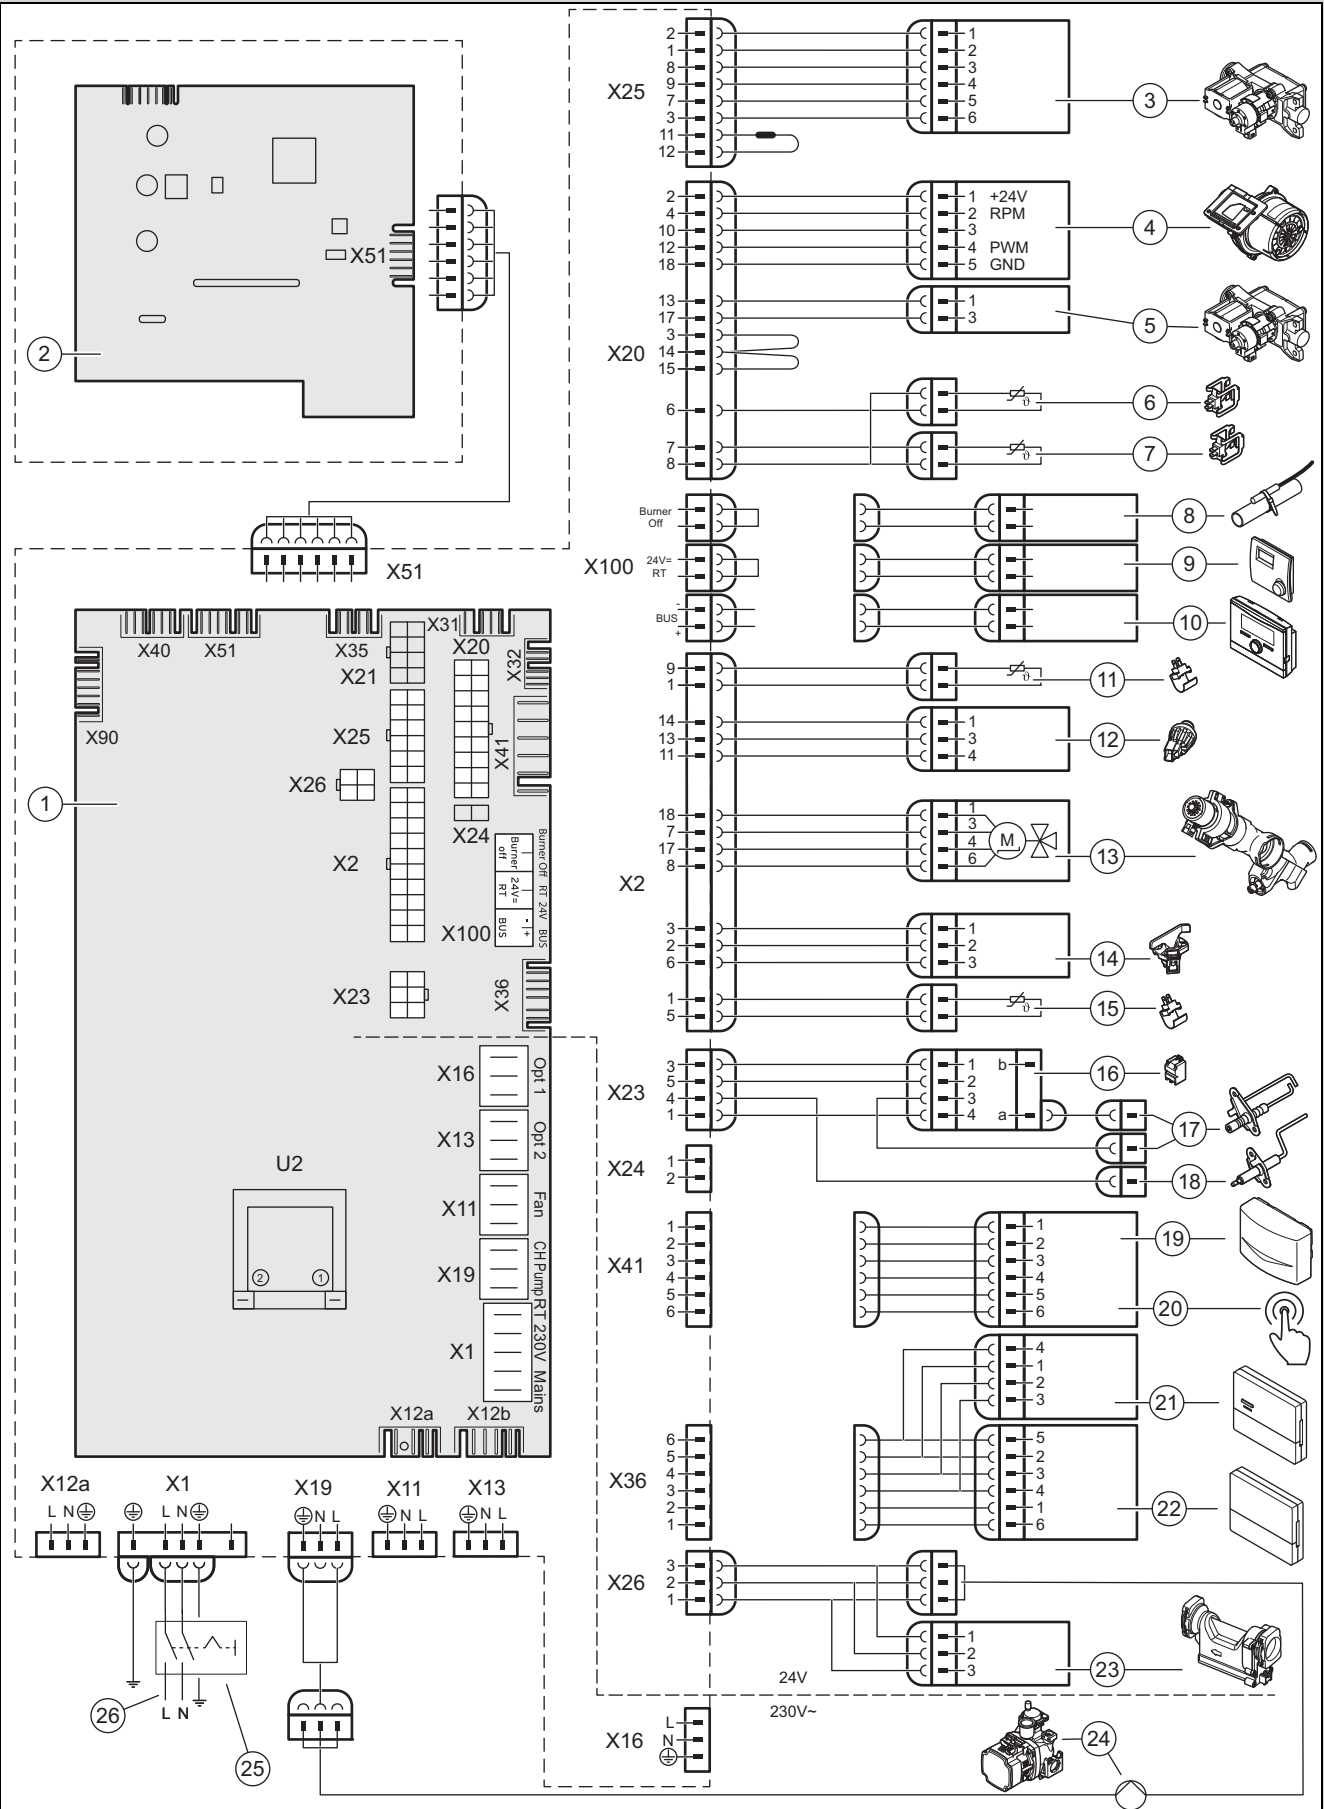 X51
2
X51
X40
X51
X35
X31
X21
X20
X32
X90
X25
X26
X41
X24
X2
Burner off
24V= RT
- + BUS
Burner Off RT 24V BUS
X100
X23
X36
1
X16
Opt 1
X13
Opt 2
X11
Fan
X19
CH Pump
X1
RT 230V Mains
U2
2
1
X12a
X12b
X12a
L N
X1
L N
X19
N L
X11
N L
X13
N L
26
L N
25
X25
2 1
1 2
8 3
9 4
7 5
3 6
11
12
3
X20
2 1 +24V
4 2 RPM
10 3
12 4 PWM
18 5 GND
4
13 1
17 3
3
14
15
5
6
ϑ
6
7
8
ϑ
7
X100
Burner Off
8
24V= RT
9
- BUS +
10
X2
9
1
ϑ
11
14 1
13 3
11 4
12
18 1
7 3
17 4
8 6
M
13
3 1
2 2
6 3
14
1
5
ϑ
15
X23
3 1 b
5 2
4 3
1 4 a
16
17
18
X24
1
2
X41
1 1
2 2
3 3
4 4
5 5
6 6
19
20
4
1
2
3
21
X36
6 5
5 2
4 3
3 4
2 1
1 6
22
X26
3
2
1
1
2
3
23
24V
230V~
X16
L
N
24